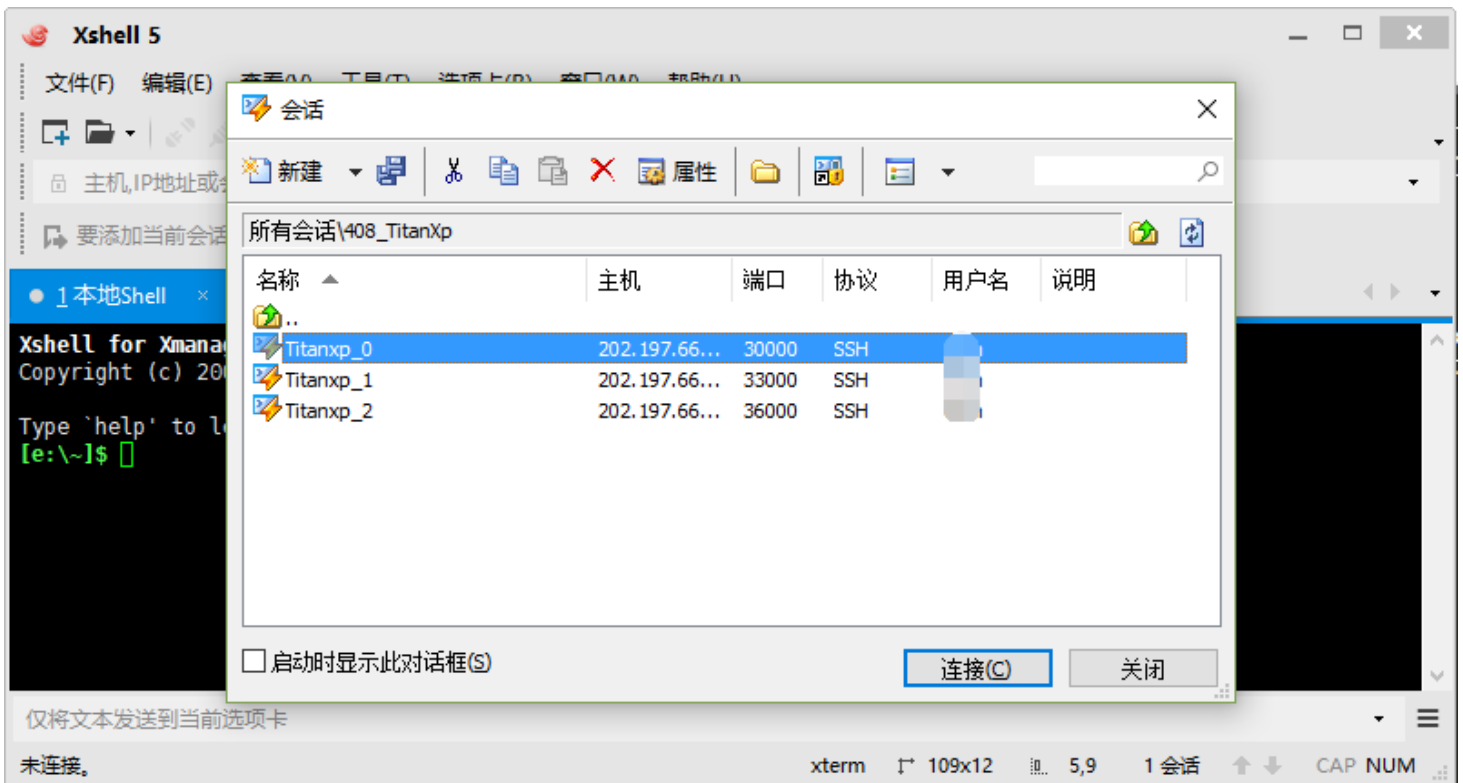 Xshell 5
文件(F) 编辑(E)
会话
新建 属性
主机,IP地址或
所有会话\408_TitanXp
要添加当前会话
名称 主机 端口 协议 用户名 说明
1 本地Shell
..
Xshell for Xmana
Titanxp_0 202.197.66... 30000 SSH
Copyright (c) 20
Titanxp_1 202.197.66... 33000 SSH
Titanxp_2 202.197.66... 36000 SSH
Type `help' to l
[e:\~]$
启动时显示此对话框(S)
连接(C) 关闭
仅将文本发送到当前选项卡
未连接。 xterm 109x12 5,9 1 会话 CAP NUM